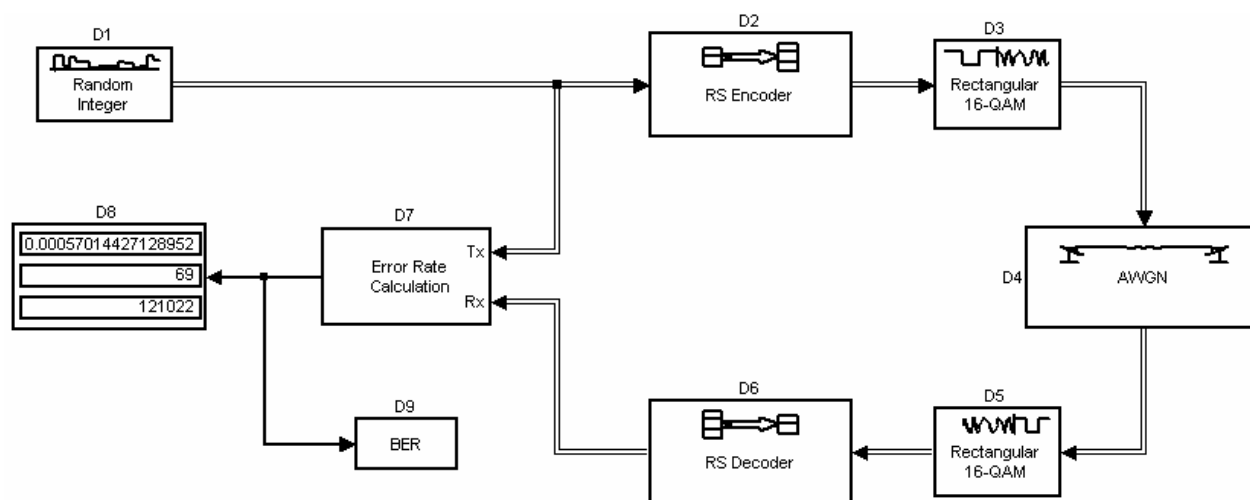 D1
Random
Integer
D2
RS Encoder
D3
Rectangular
16-QAM
D8
0.00057014427128952
69
121022
D7
Error Rate
Calculation
Tx
Rx
D4
AWGN
D9
BER
D6
RS Decoder
D5
Rectangular
16-QAM